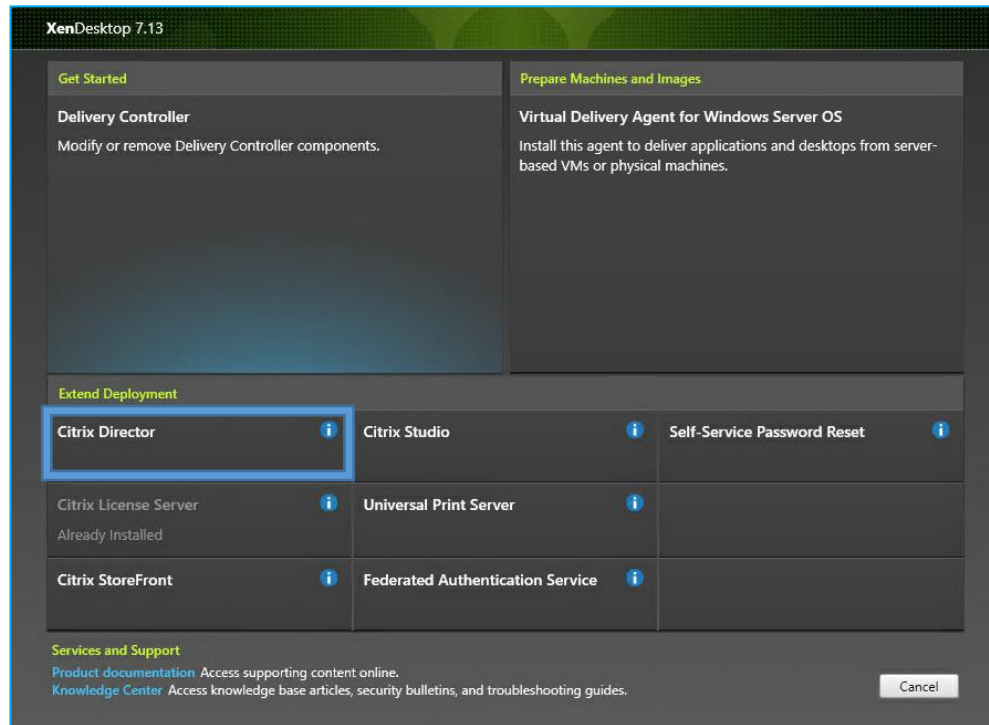 XenDesktop 7.13
Get Started
Delivery Controller
Modify or remove Delivery Controller components.
Prepare Machines and Images
Virtual Delivery Agent for Windows Server OS
Install this agent to deliver applications and desktops from server-
based VMs or physical machines.
Extend Deployment
Citrix Director
Citrix Studio
Self-Service Password Reset
Citrix License Server
Already Installed
Universal Print Server
Citrix StoreFront
Federated Authentication Service
Services and Support
Product documentation Access supporting content online.
Knowledge Center Access knowledge base articles, security bulletins, and troubleshooting guides.
Cancel